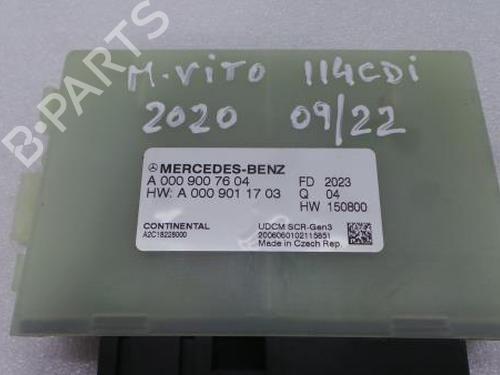 M.VITO 114CDI
2020 09/22
MERCEDES-BENZ
A 000 900 76 04 FD 2023
HW: A 000 901 17 03 Q 04
HW 150800
CONTINENTAL UDCM SCR-Gen3
A2C18228000 2006060102115851
Made in Czech Rep.
B-PARTS